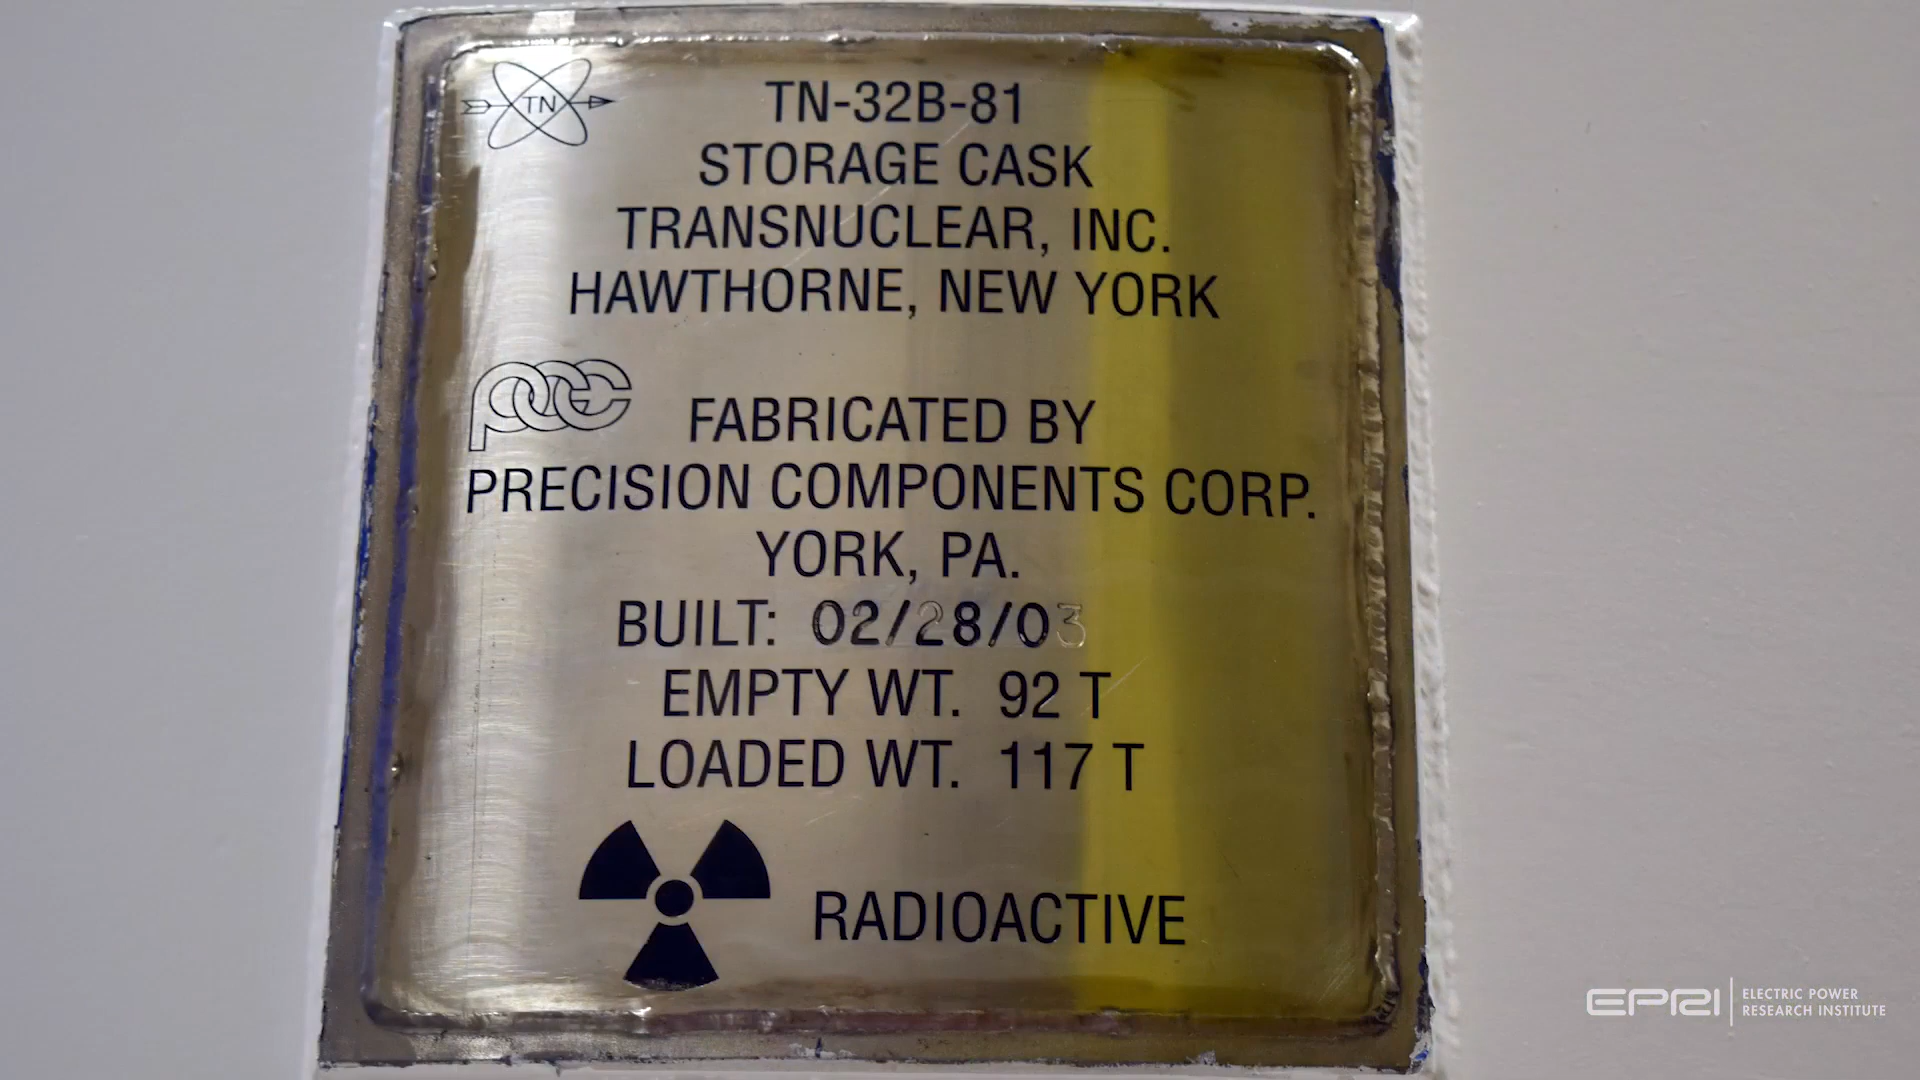 TN
TN-32B-81
STORAGE CASK
TRANSNUCLEAR, INC.
HAWTHORNE, NEW YORK
pcc
FABRICATED BY
PRECISION COMPONENTS CORP.
YORK, PA.
BUILT: 02/28/03
EMPTY WT. 92 T
LOADED WT. 117 T
RADIOACTIVE
EPRI
ELECTRIC POWER
RESEARCH INSTITUTE